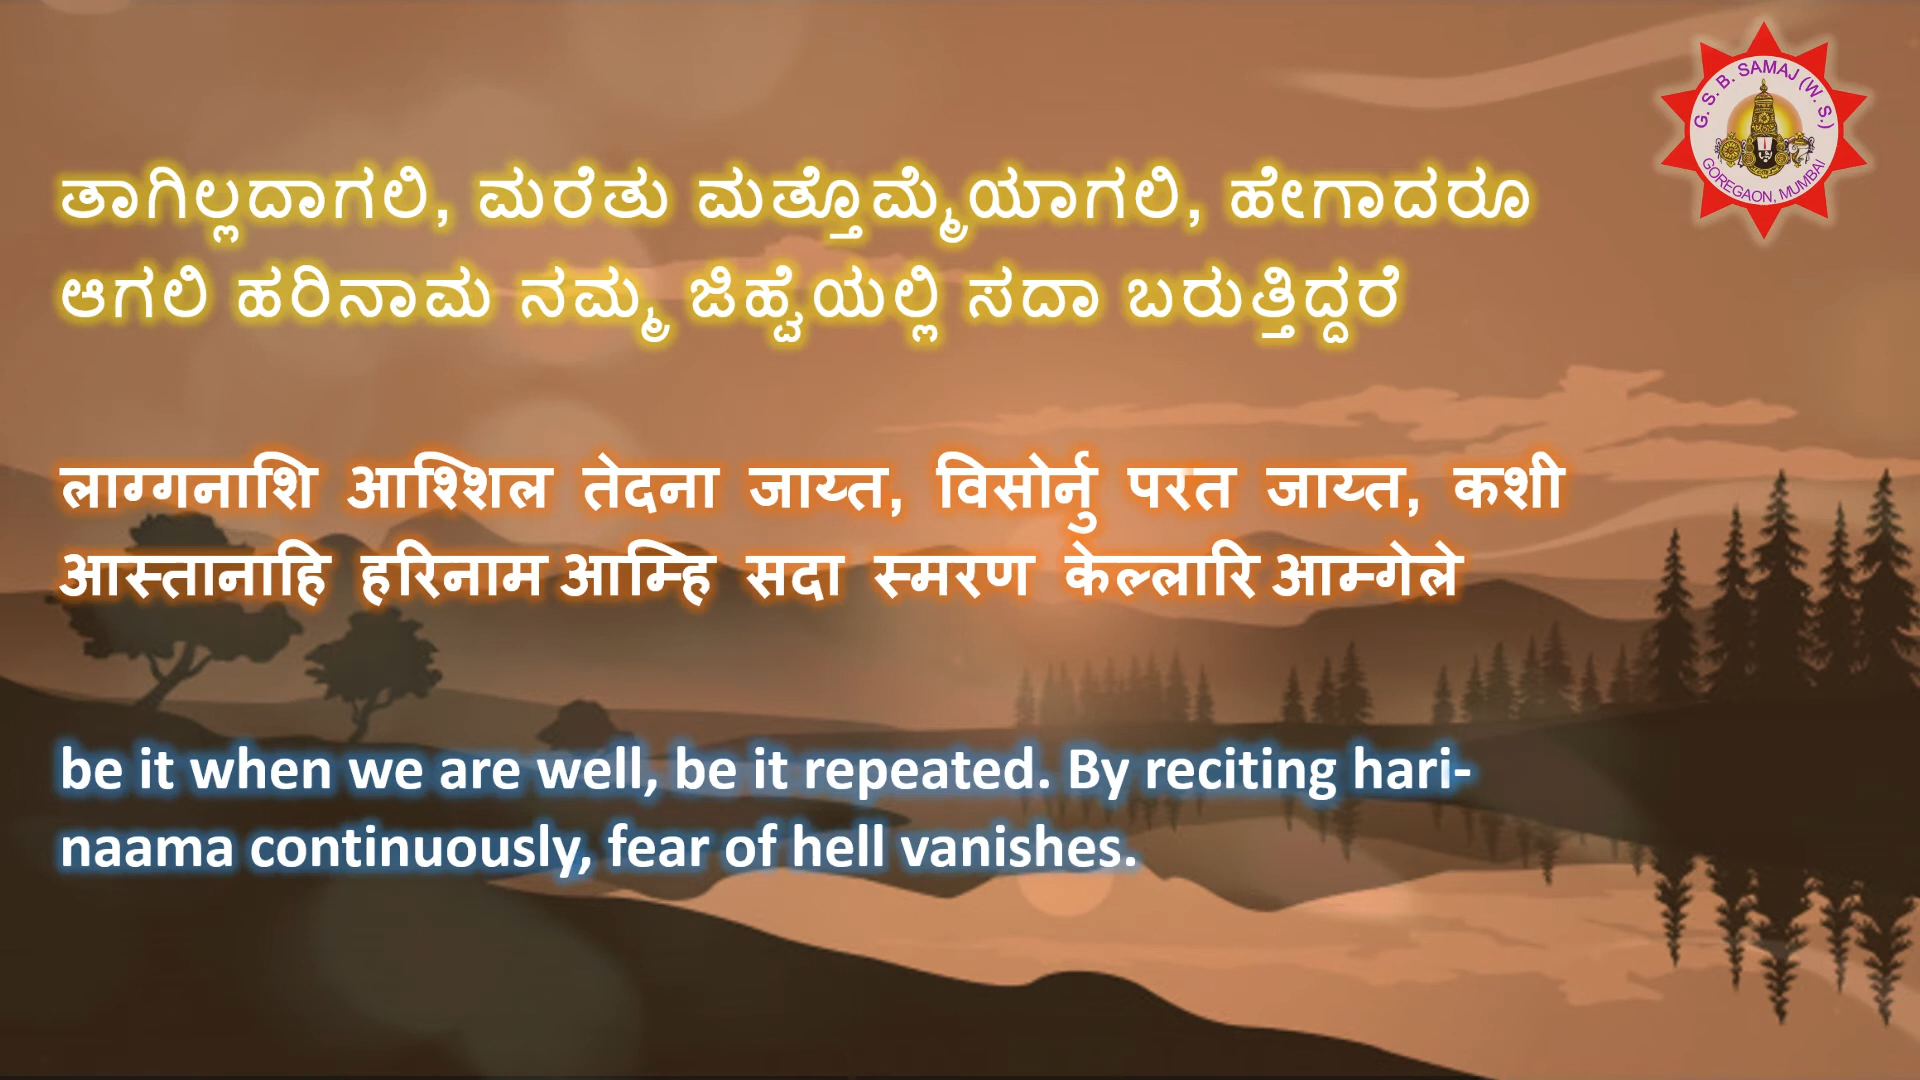 ತಾಗಿಲ್ಲದಾಗಲಿ, ಮರೆತು ಮತ್ತೊಮ್ಮೆಯಾಗಲಿ, ಹೇಗಾದರೂ
ಆಗಲಿ ಹರಿನಾಮ ನಮ್ಮ ಜಿಹ್ವೆಯಲ್ಲಿ ಸದಾ ಬರುತ್ತಿದ್ದರೆ
लाग्गनाशि आश्शिल तेदना जाय्त, विसोर्नु परत जाय्त, कशी
आस्तानाहि हरिनाम आम्हि सदा स्मरण केल्लारि आम्गेले
be it when we are well, be it repeated. By reciting hari-
naama continuously, fear of hell vanishes.
G. S. B. SAMAJ (W. S.)
GOREGAON, MUMBAI